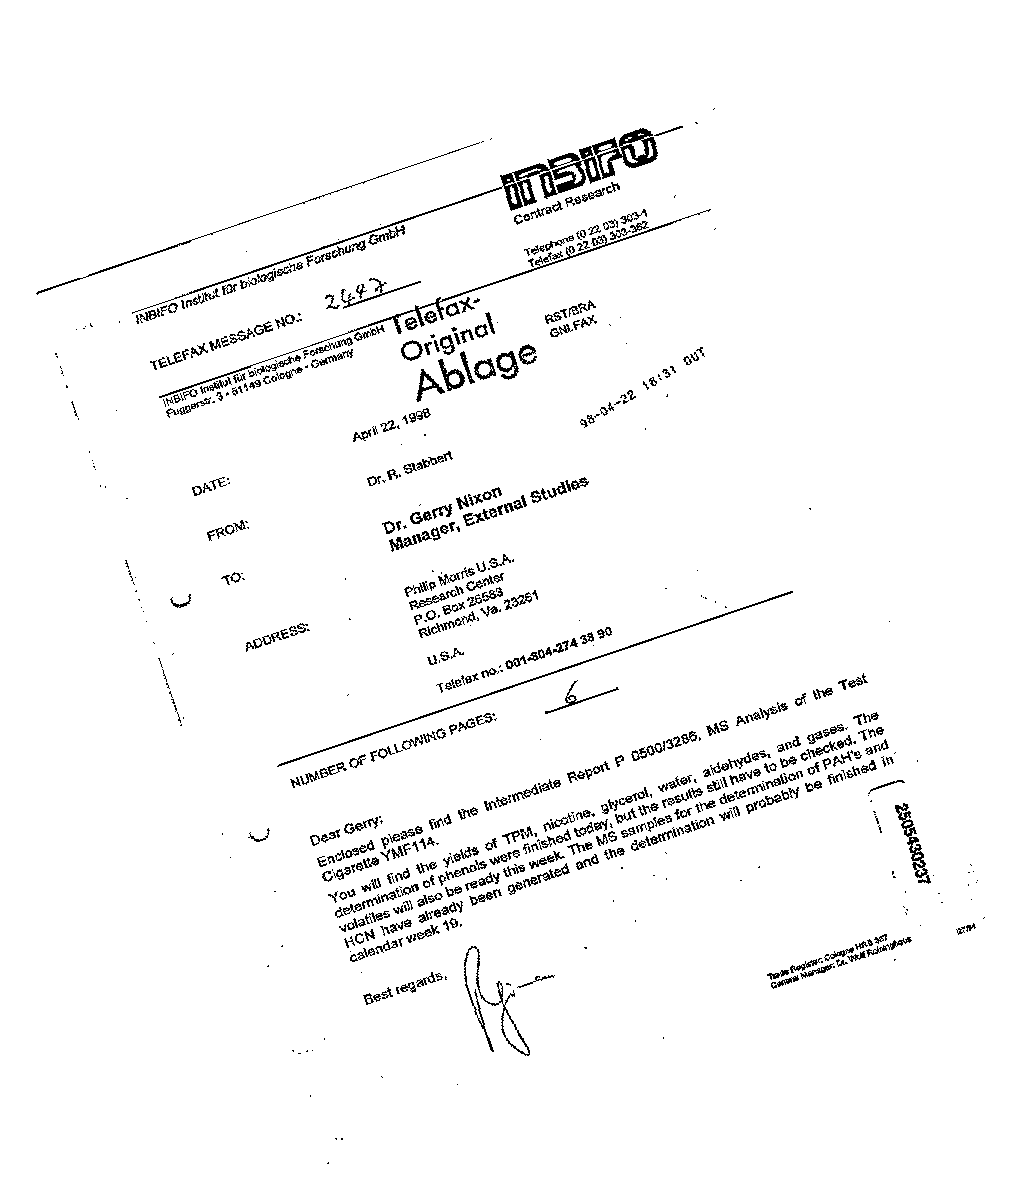 INBIFO
Contract Research
INBIFO Institut für biologische Forschung GmbH
Telephone (0 22 03) 303-1
Telefax (0 22 03) 303-362
TELEFAX MESSAGE NO.: 2447
INBIFO Institut für biologische Forschung GmbH
Fuggerstr. 3 • 51149 Cologne • Germany
Telefax-
Original
Ablage
RST/BRA
GNI.FAX
98-04-22 16:31 OUT
DATE: April 22, 1998
FROM: Dr. R. Stabbert
TO: Dr. Gerry Nixon
Manager, External Studies
ADDRESS: Philip Morris U.S.A.
Research Center
P.O. Box 26583
Richmond, Va. 23261
U.S.A.
Telefax no.: 001-804-274 38 90
NUMBER OF FOLLOWING PAGES: 6
Dear Gerry;
Enclosed please find the Intermediate Report P 0500/3286, MS Analysis of the Test
Cigarette YMF114.
You will find the yields of TPM, nicotine, glycerol, water, aldehydes, and gases. The
determination of phenols were finished today, but the results still have to be checked. The
volatiles will also be ready this week. The MS samples for the determination of PAH's and
HCN have already been generated and the determination will probably be finished in
calendar week 19.
Best regards,
2505430237
Trade Register: Cologne HRB 367
General Manager: Dr. Wolf Reininghaus